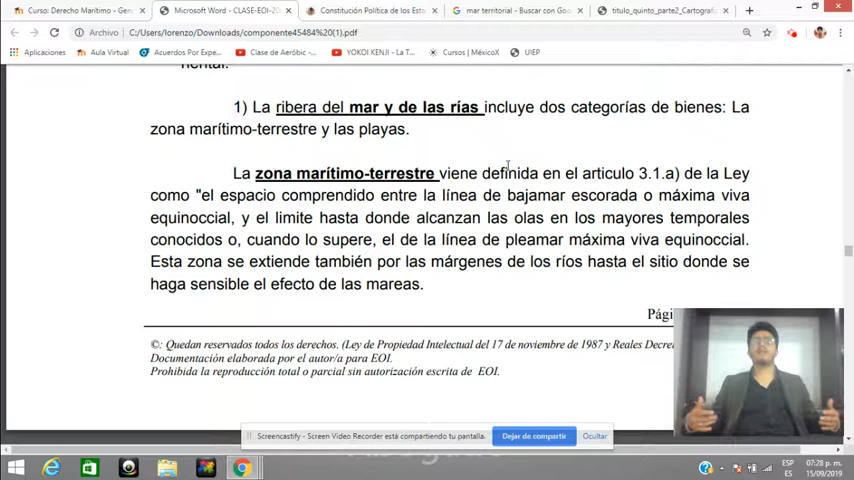 Curso: Derecho Marítimo - Gene
Microsoft Word - CLASE-EOI-20
Constitución Política de los Esta
mar territorial - Buscar con Goo
titulo_quinto_parte2_Cartograf
Archivo | C:/Users/lorenzo/Downloads/componente45484 (1).pdf
Aplicaciones
Aula Virtual
Acuerdos Por Expe
Clase de Aeróbic -
YOKOI KENJI - La T...
Cursos | MéxicoX
UIEP
mental.
1) La ribera del mar y de las rías incluye dos categorías de bienes: La
zona marítimo-terrestre y las playas.
La zona marítimo-terrestre viene definida en el articulo 3.1.a) de la Ley
como "el espacio comprendido entre la línea de bajamar escorada o máxima viva
equinoccial, y el limite hasta donde alcanzan las olas en los mayores temporales
conocidos o, cuando lo supere, el de la línea de pleamar máxima viva equinoccial.
Esta zona se extiende también por las márgenes de los ríos hasta el sitio donde se
haga sensible el efecto de las mareas.
Pági
©: Quedan reservados todos los derechos. (Ley de Propiedad Intelectual del 17 de noviembre de 1987 y Reales Decret
Documentación elaborada por el autor/a para EOI.
Prohibida la reproducción total o parcial sin autorización escrita de EOI.
Screencastify - Screen Video Recorder está compartiendo tu pantalla.
Dejar de compartir
Ocultar
ESP
ES
07:28 p. m.
15/09/2019